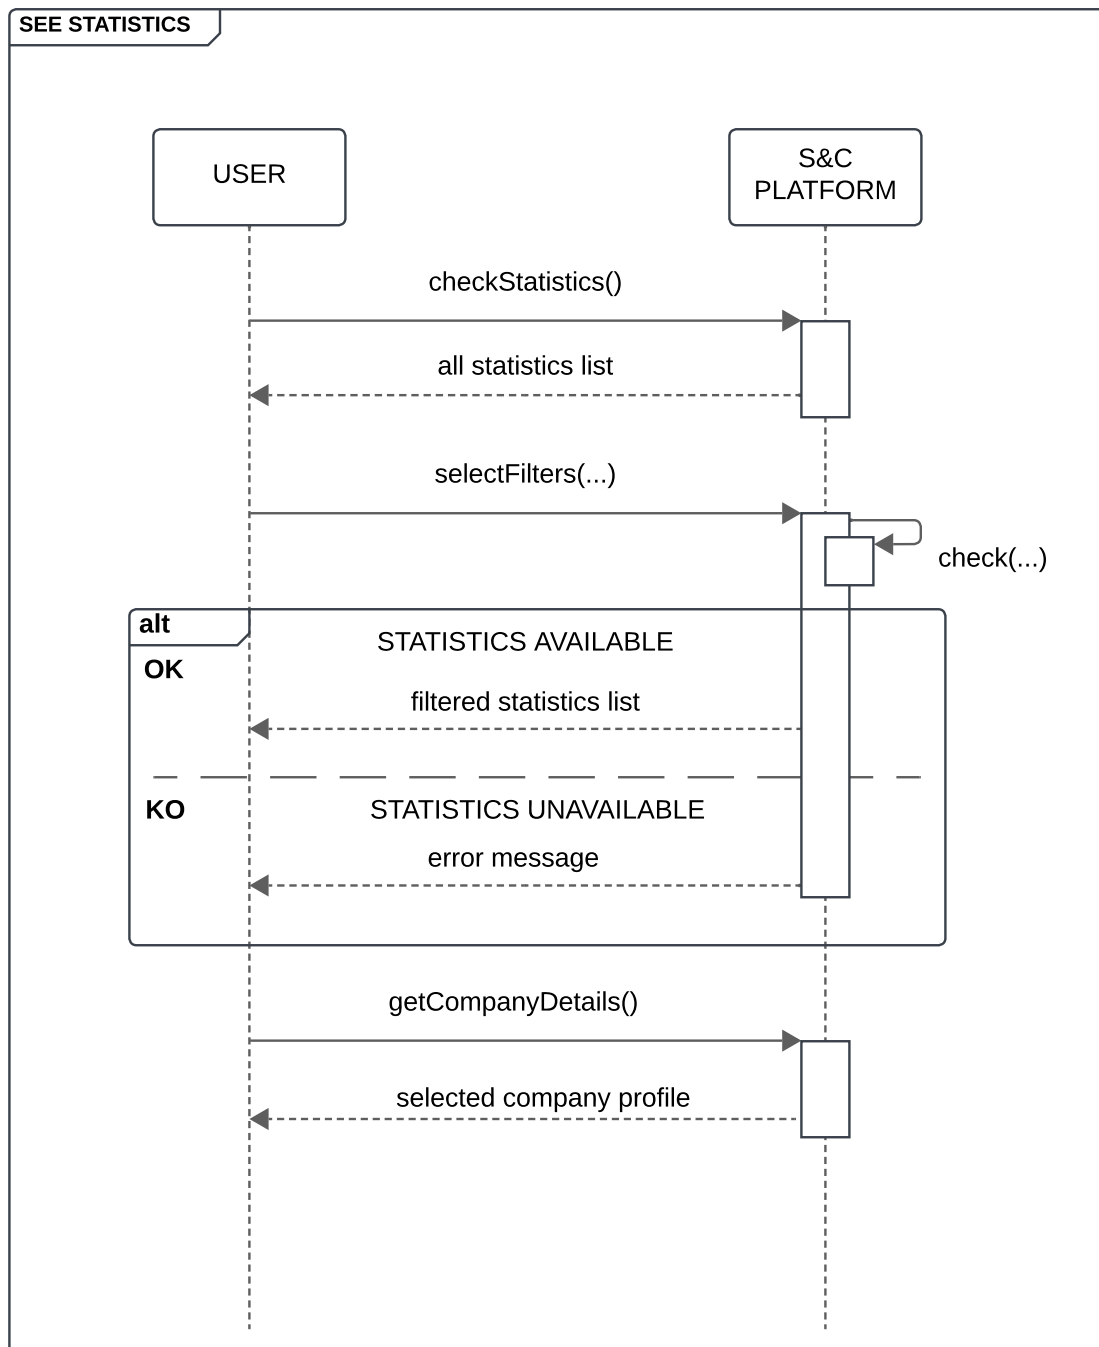 SEE STATISTICS
USER
S&C
PLATFORM
checkStatistics()
all statistics list
selectFilters(...)
check(...)
alt
STATISTICS AVAILABLE
OK
filtered statistics list
KO
STATISTICS UNAVAILABLE
error message
getCompanyDetails()
selected company profile